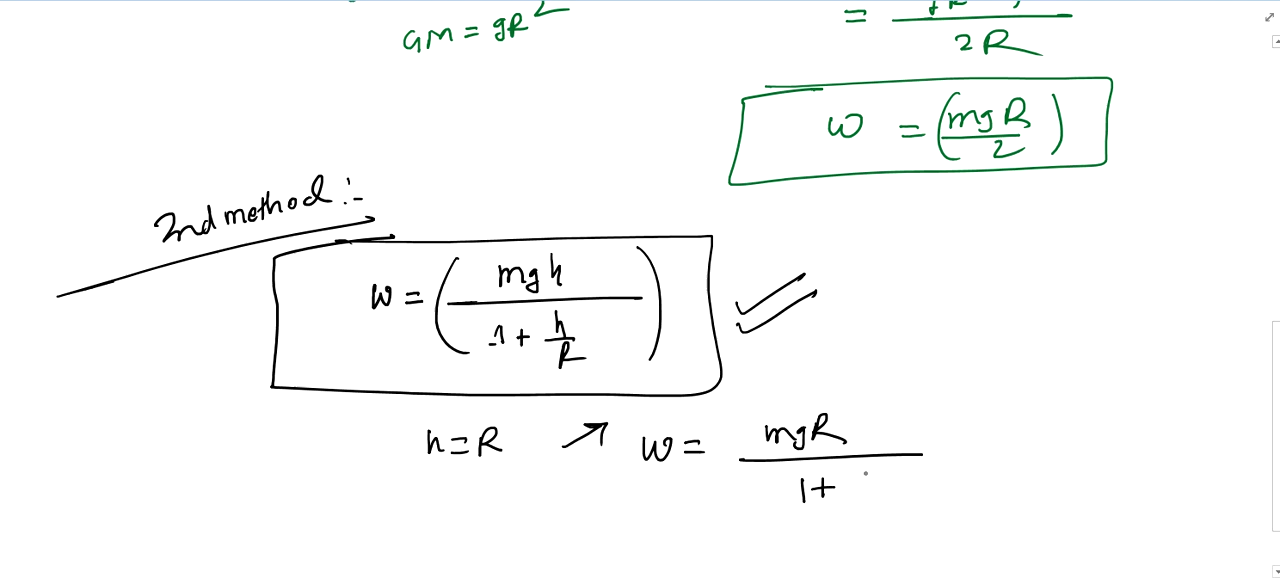 GM = gR²
= 2R
W = (mgR/2)
2nd method :-
W = (mgh / 1 + h/R)
h = R → W = mgR / 1+